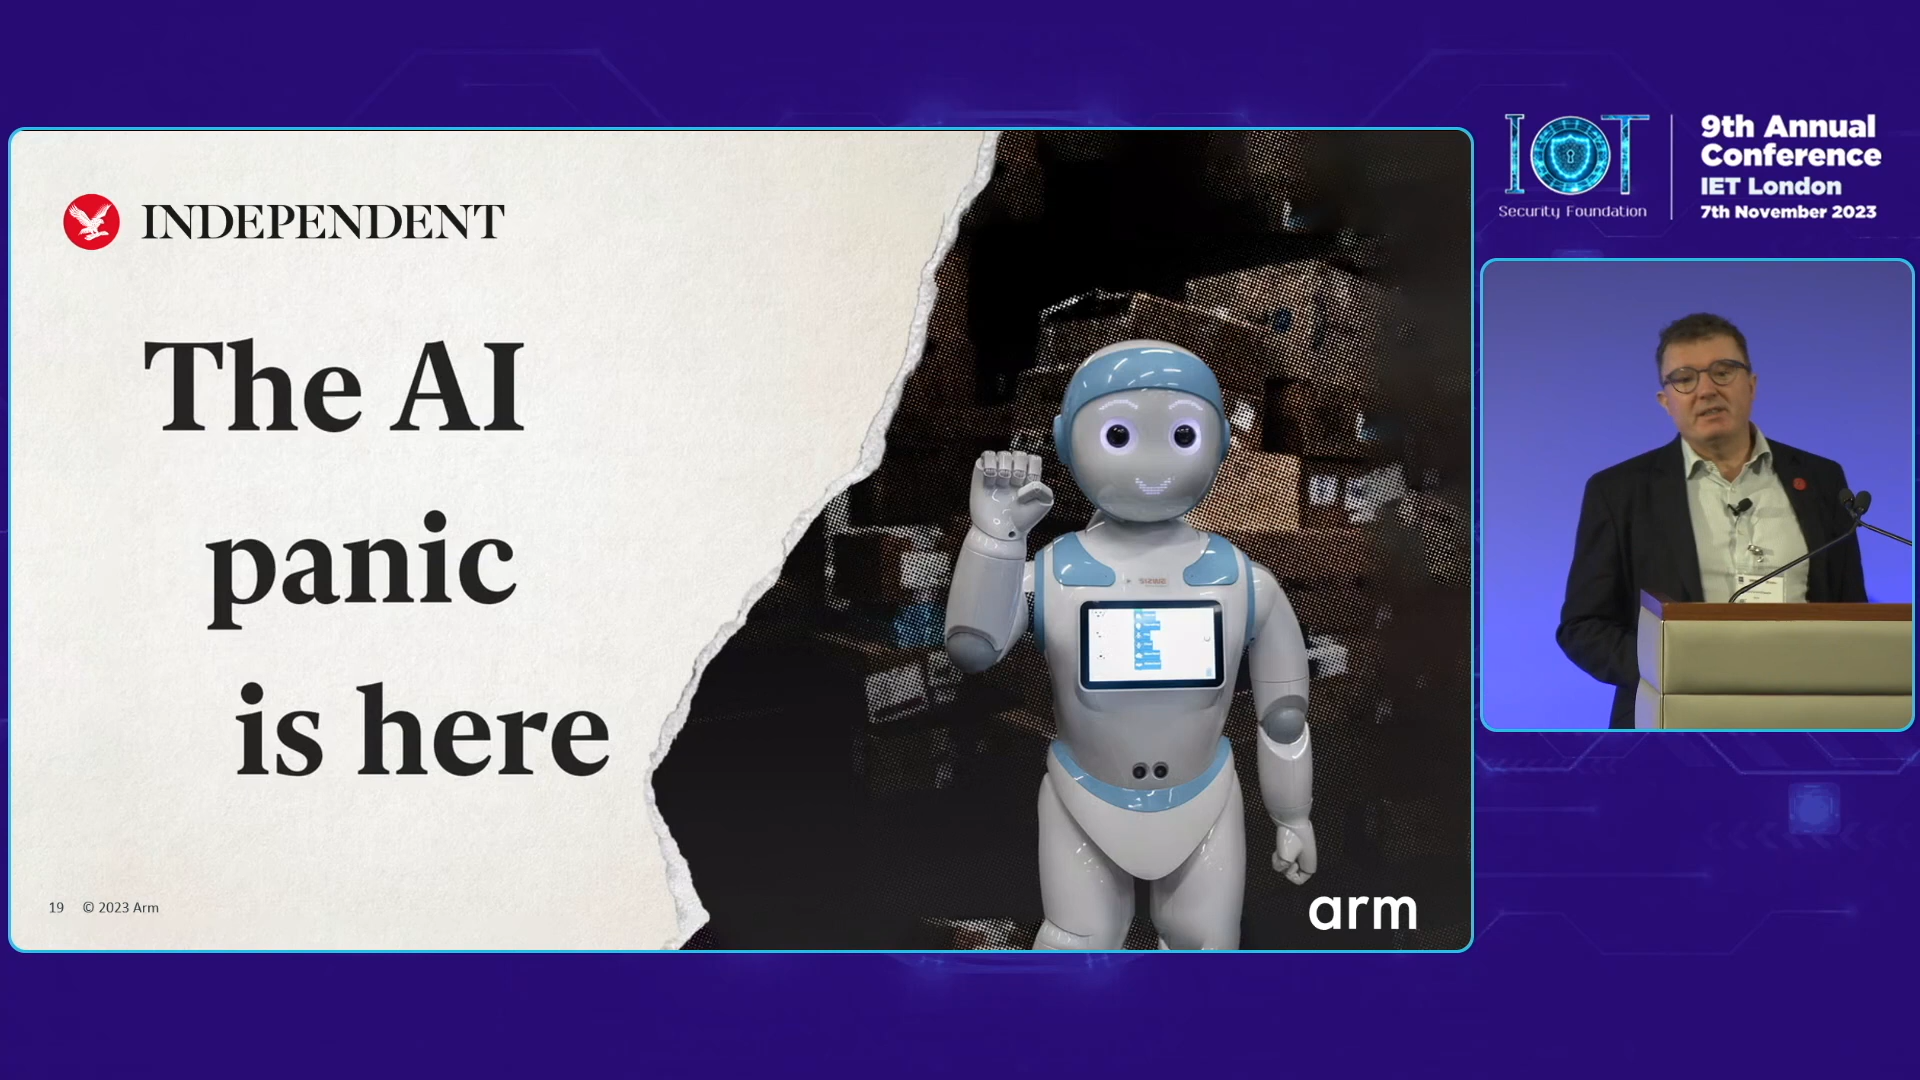 INDEPENDENT
The AI
panic
is here
19 © 2023 Arm
arm
IOT
Security Foundation
9th Annual
Conference
IET London
7th November 2023